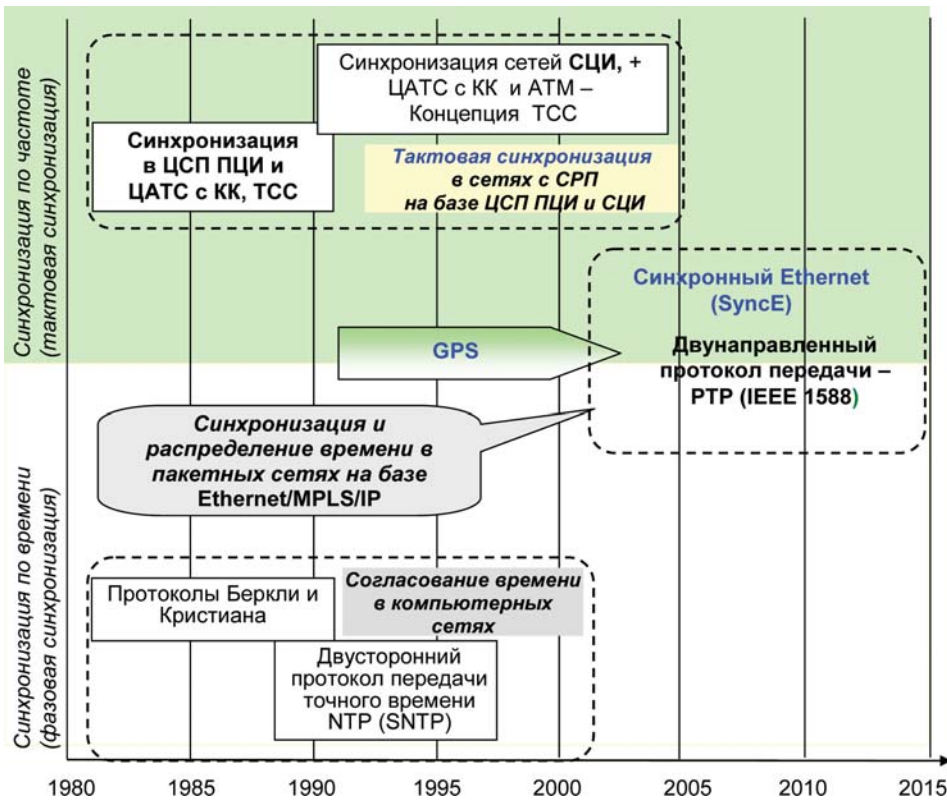 Синхронизация по частоте
(тактовая синхронизация)
Синхронизация сетей СЦИ, +
ЦАТС с КК и АТМ –
Концепция ТСС
Синхронизация
в ЦСП ПЦИ и
ЦАТС с КК, ТСС
Тактовая синхронизация
в сетях с СРП
на базе ЦСП ПЦИ и СЦИ
Синхронный Ethernet
(SyncE)
GPS
Двунаправленный
протокол передачи –
PTP (IEEE 1588)
Синхронизация по времени
(фазовая синхронизация)
Синхронизация и
распределение времени в
пакетных сетях на базе
Ethernet/MPLS/IP
Протоколы Беркли и
Кристиана
Согласование времени
в компьютерных
сетях
Двусторонний
протокол передачи
точного времени
NTP (SNTP)
1980 1985 1990 1995 2000 2005 2010 2015